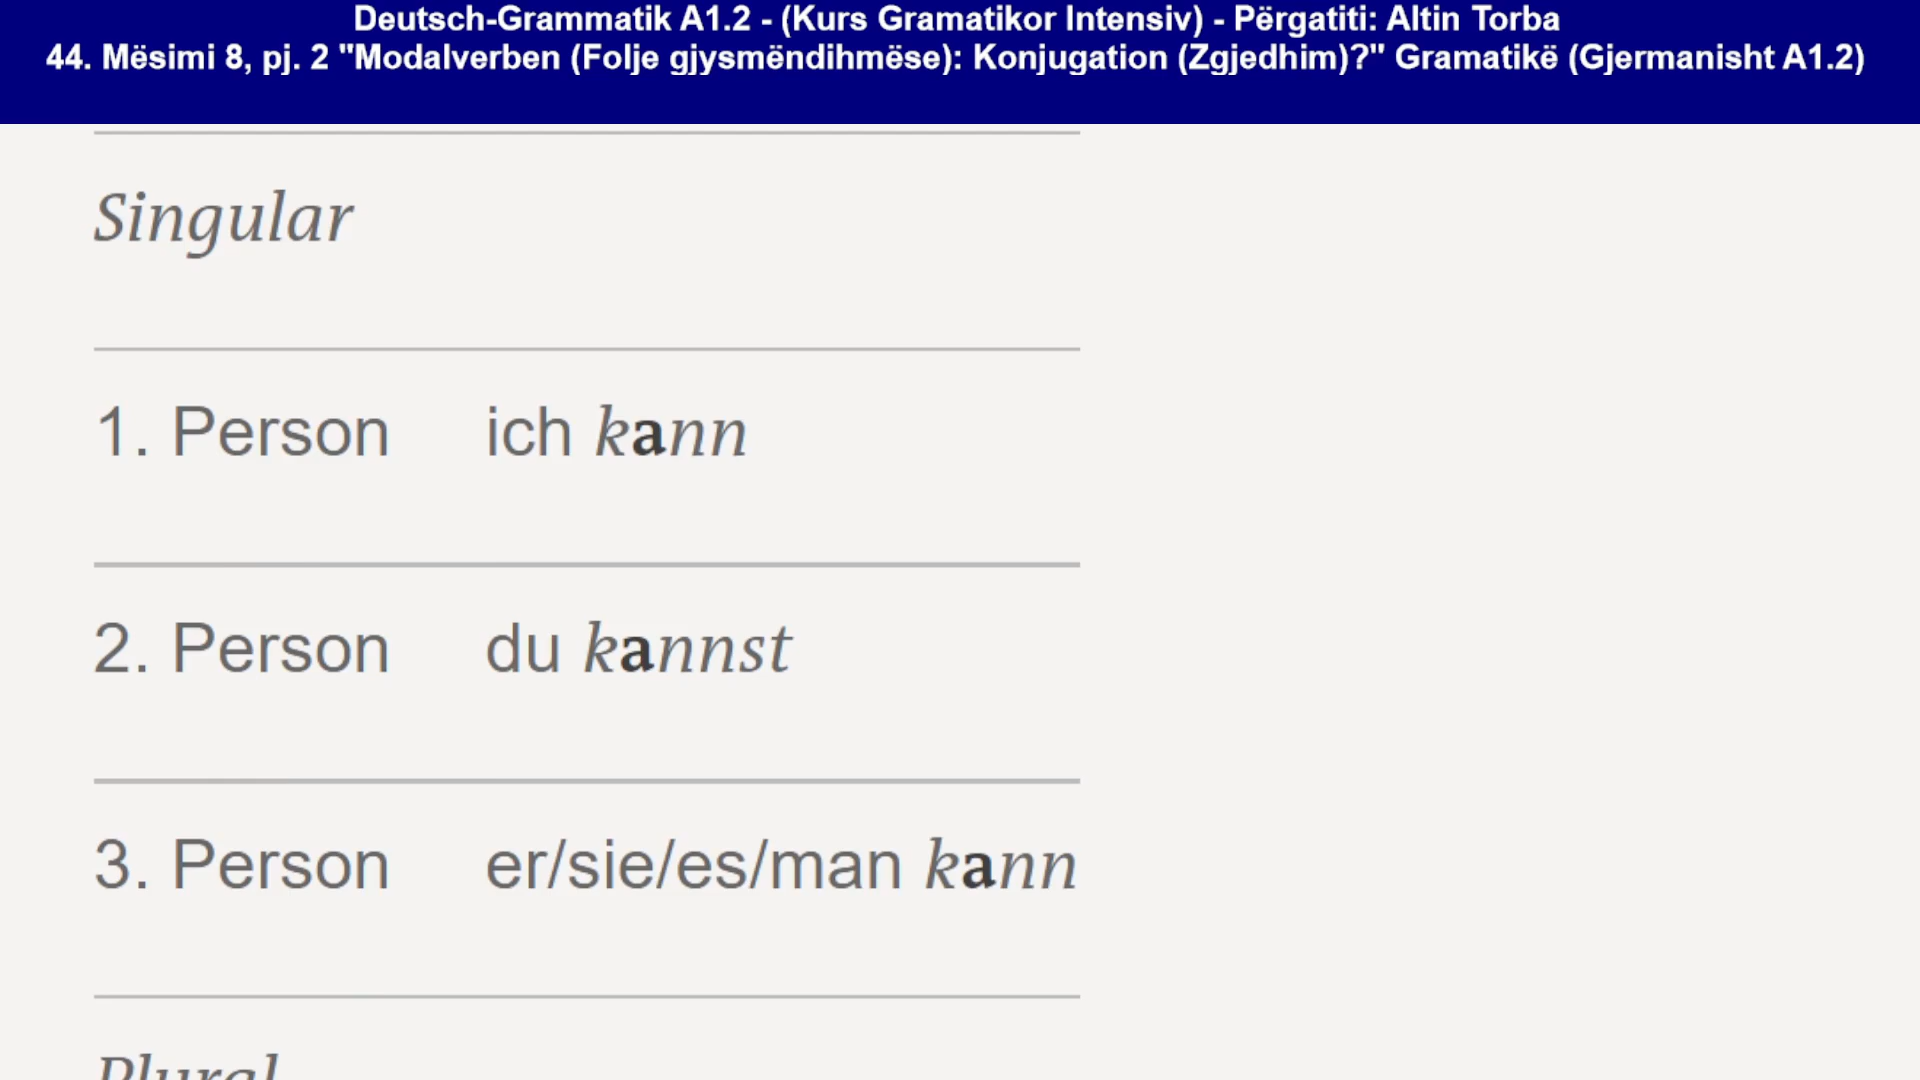 Deutsch-Grammatik A1.2 - (Kurs Gramatikor Intensiv) - Përgatiti: Altin Torba
44. Mësimi 8, pj. 2 "Modalverben (Folje gjysmëndihmëse): Konjugation (Zgjedhim)?" Gramatikë (Gjermanisht A1.2)
Singular
1. Person ich kann
2. Person du kannst
3. Person er/sie/es/man kann
Plural